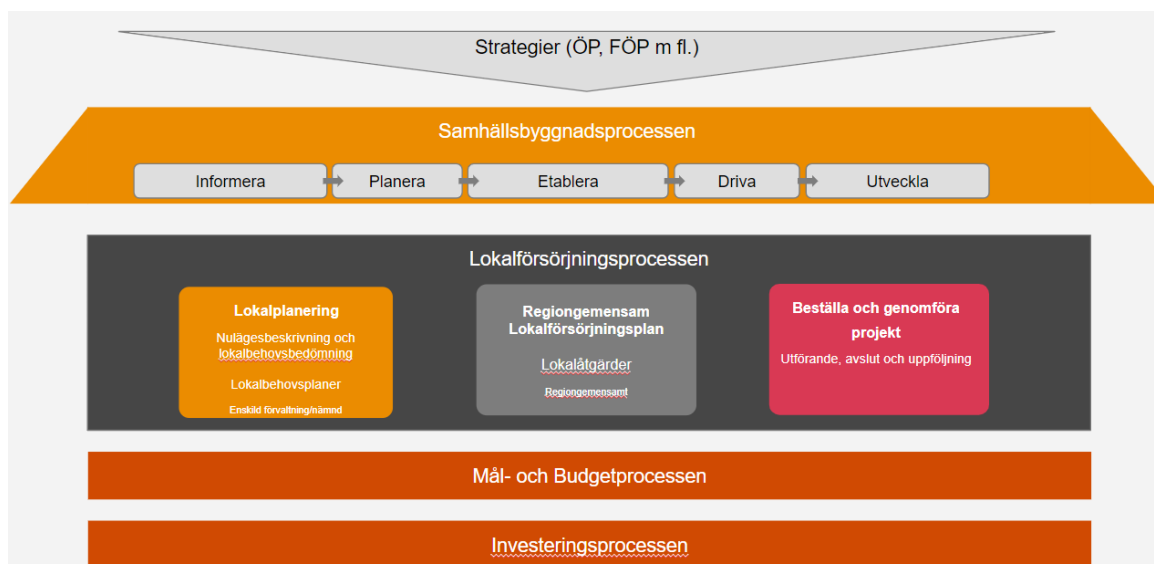 Strategier (ÖP, FÖP m fl.)
Samhällsbyggnadsprocessen
Informera
Planera
Etablera
Driva
Utveckla
Lokalförsörjningsprocessen
Lokalplanering
Nulägesbeskrivning och
lokalbehovsbedömning
Lokalbehovsplaner
Enskild förvaltning/nämnd
Regiongemensam
Lokalförsörjningsplan
Lokalåtgärder
Regiongemensamt
Beställa och genomföra
projekt
Utförande, avslut och uppföljning
Mål- och Budgetprocessen
Investeringsprocessen